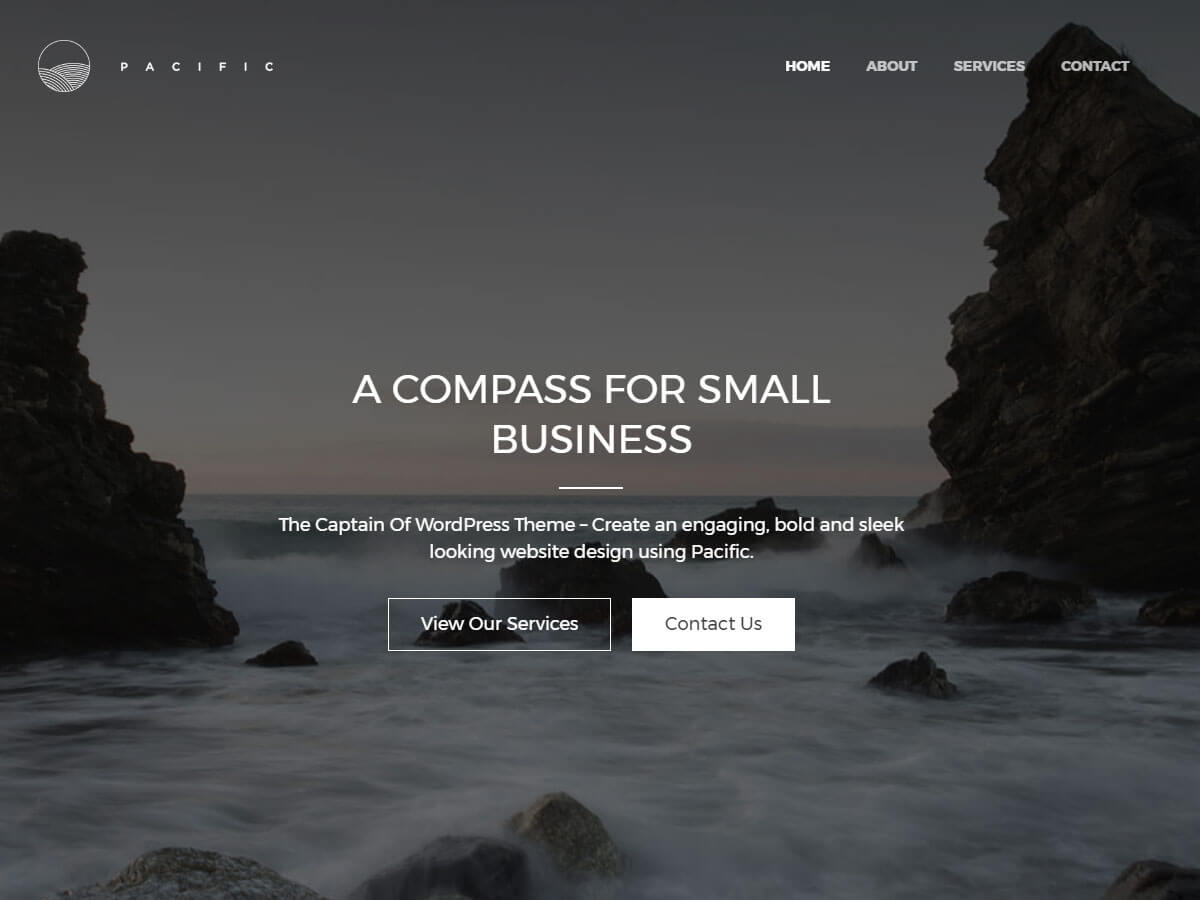 PACIFIC
HOME ABOUT SERVICES CONTACT
A COMPASS FOR SMALL
BUSINESS
The Captain Of WordPress Theme – Create an engaging, bold and sleek
looking website design using Pacific.
View Our Services
Contact Us